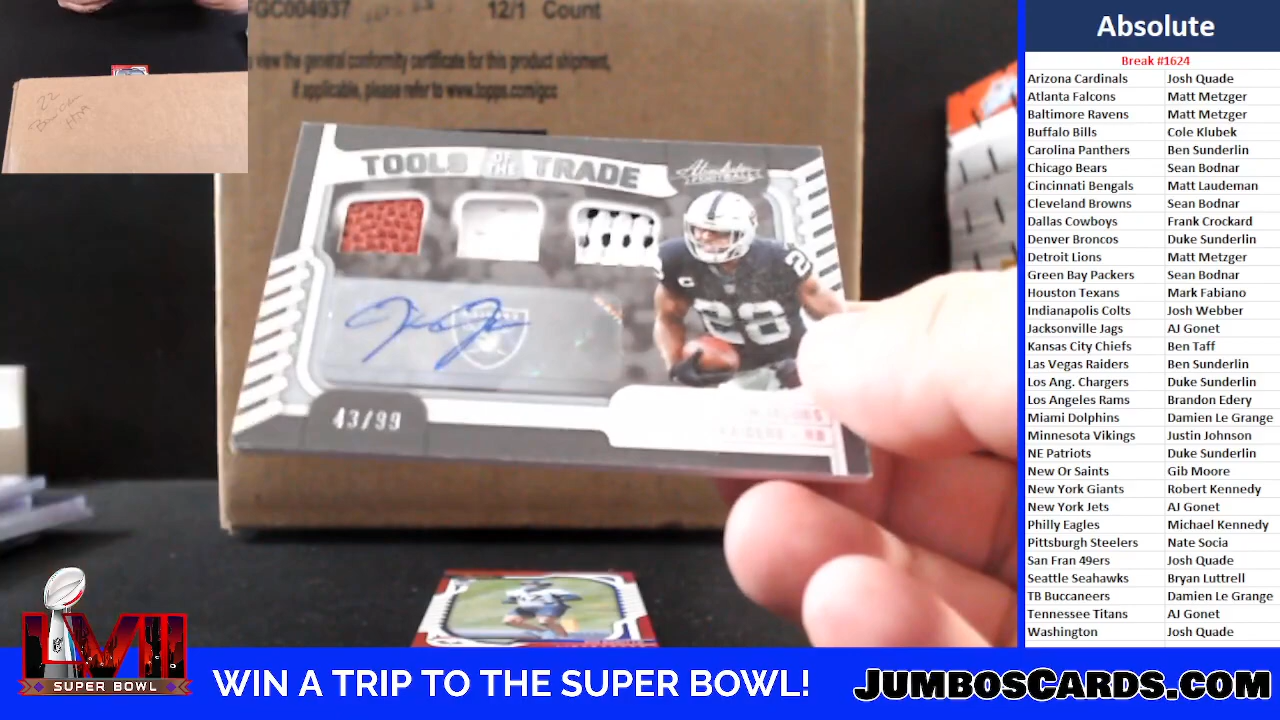 FGC004937
12/1 Count
view the general conformity certificate for this product shipment,
if applicable, please refer to www.topps.com/gcc
22
TOOLS OF THE TRADE
Absolute
FOOTBALL
28
RAIDERS
43/99
RB
LVII
SUPER BOWL
WIN A TRIP TO THE SUPER BOWL!
JUMBOSCARDS.COM
Absolute
Break #1624
Arizona Cardinals Josh Quade
Atlanta Falcons Matt Metzger
Baltimore Ravens Matt Metzger
Buffalo Bills Cole Klubek
Carolina Panthers Ben Sunderlin
Chicago Bears Sean Bodnar
Cincinnati Bengals Matt Laudeman
Cleveland Browns Sean Bodnar
Dallas Cowboys Frank Crockard
Denver Broncos Duke Sunderlin
Detroit Lions Matt Metzger
Green Bay Packers Sean Bodnar
Houston Texans Mark Fabiano
Indianapolis Colts Josh Webber
Jacksonville Jags AJ Gonet
Kansas City Chiefs Ben Taff
Las Vegas Raiders Ben Sunderlin
Los Ang. Chargers Duke Sunderlin
Los Angeles Rams Brandon Edery
Miami Dolphins Damien Le Grange
Minnesota Vikings Justin Johnson
NE Patriots Duke Sunderlin
New Or Saints Gib Moore
New York Giants Robert Kennedy
New York Jets AJ Gonet
Philly Eagles Michael Kennedy
Pittsburgh Steelers Nate Socia
San Fran 49ers Josh Quade
Seattle Seahawks Bryan Luttrell
TB Buccaneers Damien Le Grange
Tennessee Titans AJ Gonet
Washington Josh Quade